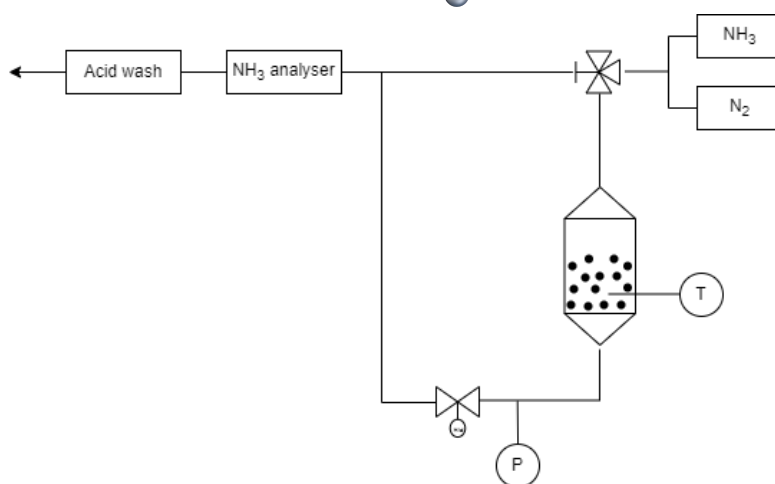 NH₃
Acid wash
NH₃ analyser
N₂
T
P